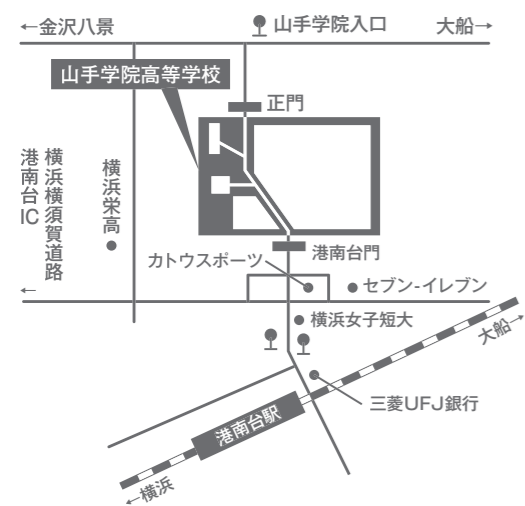 ←金沢八景
山手学院入口
大船→
山手学院高等学校
正門
横浜横須賀道路
港南台IC
←
横浜栄高
港南台門
カトウスポーツ
セブン-イレブン
横浜女子短大
大船→
三菱UFJ銀行
港南台駅
←横浜